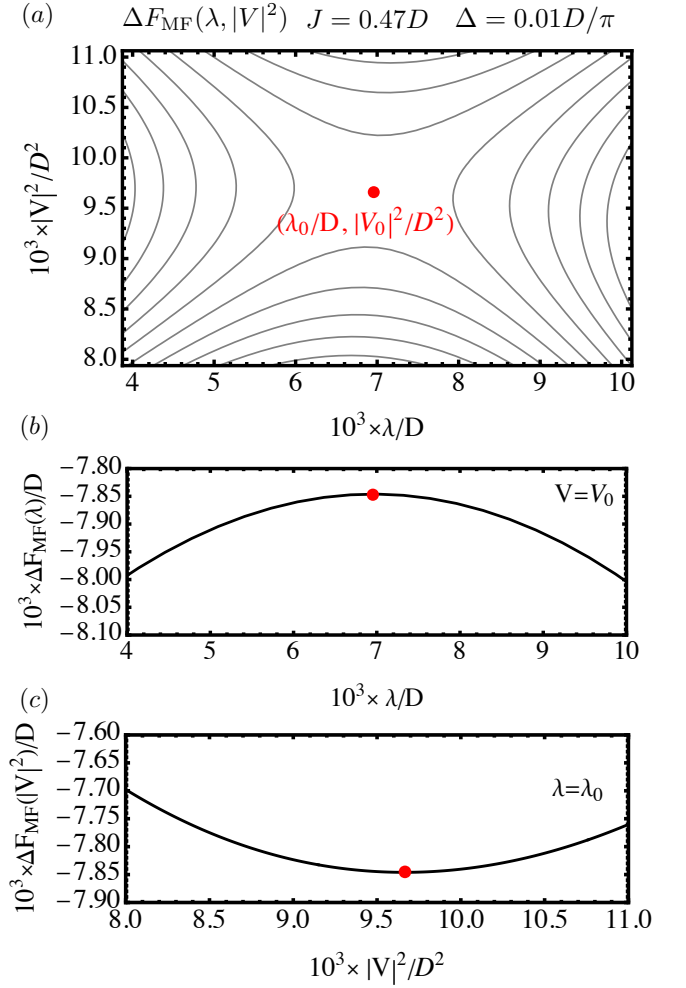 (a) ΔF_MF(λ, |V|²) J = 0.47D Δ = 0.01D/π
11.0
10.5
10.0
9.5
9.0
8.5
8.0
10³×|V|²/D²
(λ₀/D, |V₀|²/D²)
4 5 6 7 8 9 10
10³×λ/D
(b)
−7.80
−7.85
−7.90
−7.95
−8.00
−8.05
−8.10
10³×ΔF_MF(λ)/D
V=V₀
4 5 6 7 8 9 10
10³× λ/D
(c)
−7.60
−7.65
−7.70
−7.75
−7.80
−7.85
−7.90
10³×ΔF_MF(|V|²)/D
λ=λ₀
8.0 8.5 9.0 9.5 10.0 10.5 11.0
10³× |V|²/D²